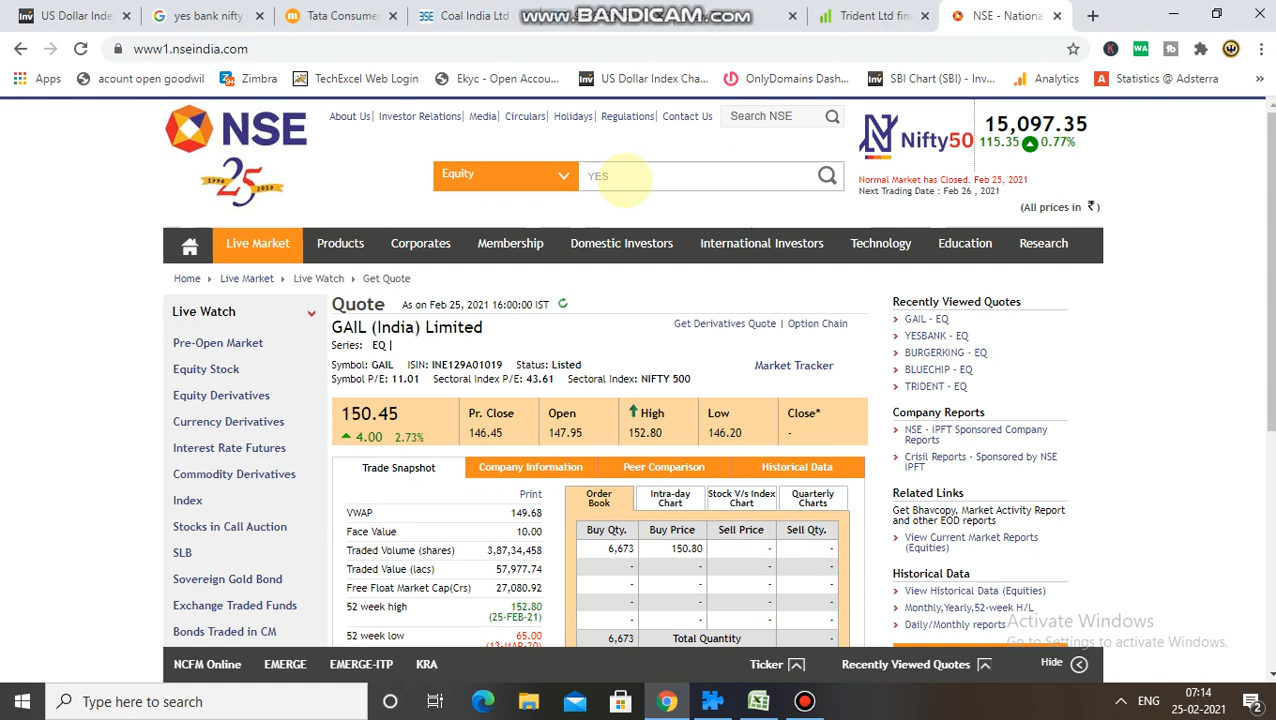 US Dollar Inde
yes bank nifty
Tata Consume
Coal India Ltd
www.BANDICAM.com
Trident Ltd fin
NSE - Nationa
www1.nseindia.com
Apps
acount open goodwil
Zimbra
TechExcel Web Login
Ekyc - Open Accou...
US Dollar Index Cha...
OnlyDomains Dash...
SBI Chart (SBI) - Inv...
Analytics
Statistics @ Adsterra
NSE
1994 25 2019
About Us| Investor Relations| Media| Circulars| Holidays| Regulations| Contact Us
Search NSE
Equity
YES
Nifty50
15,097.35
115.35 0.77%
Normal Market has Closed. Feb 25, 2021
Next Trading Date : Feb 26 , 2021
(All prices in ₹ )
Live Market
Products
Corporates
Membership
Domestic Investors
International Investors
Technology
Education
Research
Home Live Market Live Watch Get Quote
Live Watch
Pre-Open Market
Equity Stock
Equity Derivatives
Currency Derivatives
Interest Rate Futures
Commodity Derivatives
Index
Stocks in Call Auction
SLB
Sovereign Gold Bond
Exchange Traded Funds
Bonds Traded in CM
Quote As on Feb 25, 2021 16:00:00 IST
GAIL (India) Limited
Get Derivatives Quote | Option Chain
Series: EQ |
Symbol: GAIL ISIN: INE129A01019 Status: Listed
Market Tracker
Symbol P/E: 11.01 Sectoral Index P/E: 43.61 Sectoral Index: NIFTY 500
150.45
4.00 2.73%
Pr. Close
146.45
Open
147.95
High
152.80
Low
146.20
Close*
-
Trade Snapshot
Company Information
Peer Comparison
Historical Data
Print
VWAP 149.68
Face Value 10.00
Traded Volume (shares) 3,87,34,458
Traded Value (lacs) 57,977.74
Free Float Market Cap(Crs) 27,080.92
52 week high 152.80
(25-FEB-21)
52 week low 65.00
(13-MAR-20)
Order Book
Intra-day Chart
Stock V/s Index Chart
Quarterly Charts
Buy Qty. Buy Price Sell Price Sell Qty.
6,673 150.80 - -
- - - -
- - - -
- - - -
- - - -
6,673 Total Quantity -
Recently Viewed Quotes
GAIL - EQ
YESBANK - EQ
BURGERKING - EQ
BLUECHIP - EQ
TRIDENT - EQ
Company Reports
NSE - IPFT Sponsored Company
Reports
Crisil Reports - Sponsored by NSE
IPFT
Related Links
Get Bhavcopy, Market Activity Report
and other EOD reports
View Current Market Reports
(Equities)
Historical Data
View Historical Data (Equities)
Monthly,Yearly,52-week H/L
Daily/Monthly reports
Activate Windows
Go to Settings to activate Windows.
NCFM Online
EMERGE
EMERGE-ITP
KRA
Ticker
Recently Viewed Quotes
Hide
Type here to search
ENG
07:14
25-02-2021
2